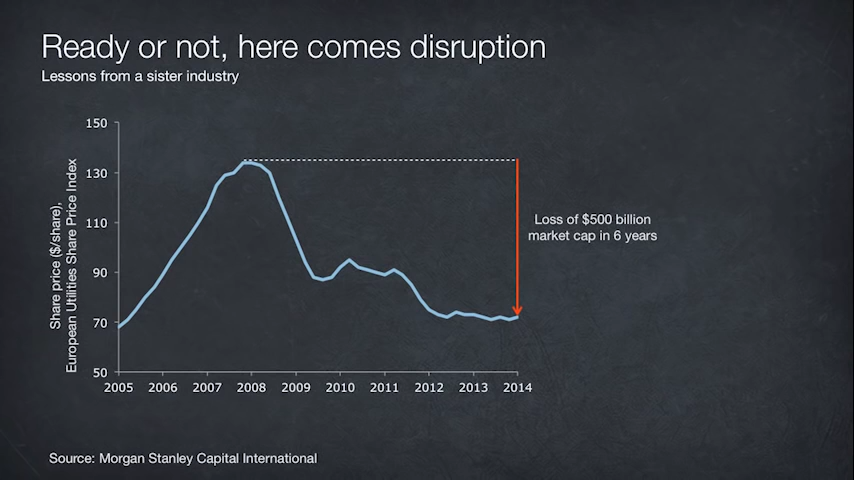 Ready or not, here comes disruption
Lessons from a sister industry
Share price ($/share),
European Utilities Share Price Index
150
130
110
90
70
50
2005 2006 2007 2008 2009 2010 2011 2012 2013 2014
Loss of $500 billion
market cap in 6 years
Source: Morgan Stanley Capital International